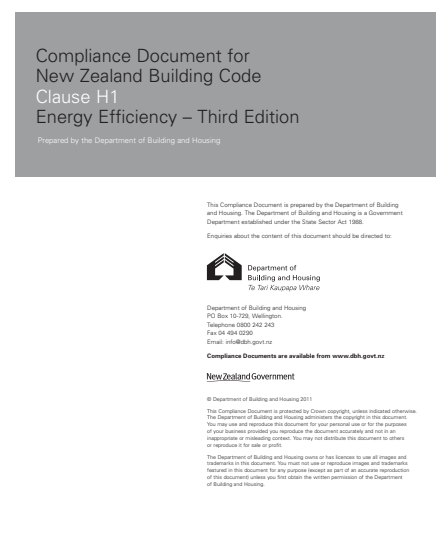 Compliance Document for
New Zealand Building Code
Clause H1
Energy Efficiency – Third Edition
Prepared by the Department of Building and Housing
This Compliance Document is prepared by the Department of Building
and Housing. The Department of Building and Housing is a Government
Department established under the State Sector Act 1988.
Enquiries about the content of this document should be directed to:
Department of
Building and Housing
Te Tari Kaupapa Whare
Department of Building and Housing
PO Box 10-729, Wellington.
Telephone 0800 242 243
Fax 04 494 0290
Email: info@dbh.govt.nz
Compliance Documents are available from www.dbh.govt.nz
New Zealand Government
© Department of Building and Housing 2011
This Compliance Document is protected by Crown copyright, unless indicated otherwise.
The Department of Building and Housing administers the copyright in this document.
You may use and reproduce this document for your personal use or for the purposes
of your business provided you reproduce the document accurately and not in an
inappropriate or misleading context. You may not distribute this document to others
or reproduce it for sale or profit.
The Department of Building and Housing owns or has licences to use all images and
trademarks in this document. You must not use or reproduce images and trademarks
featured in this document for any purpose (except as part of an accurate reproduction
of this document) unless you first obtain the written permission of the Department
of Building and Housing.